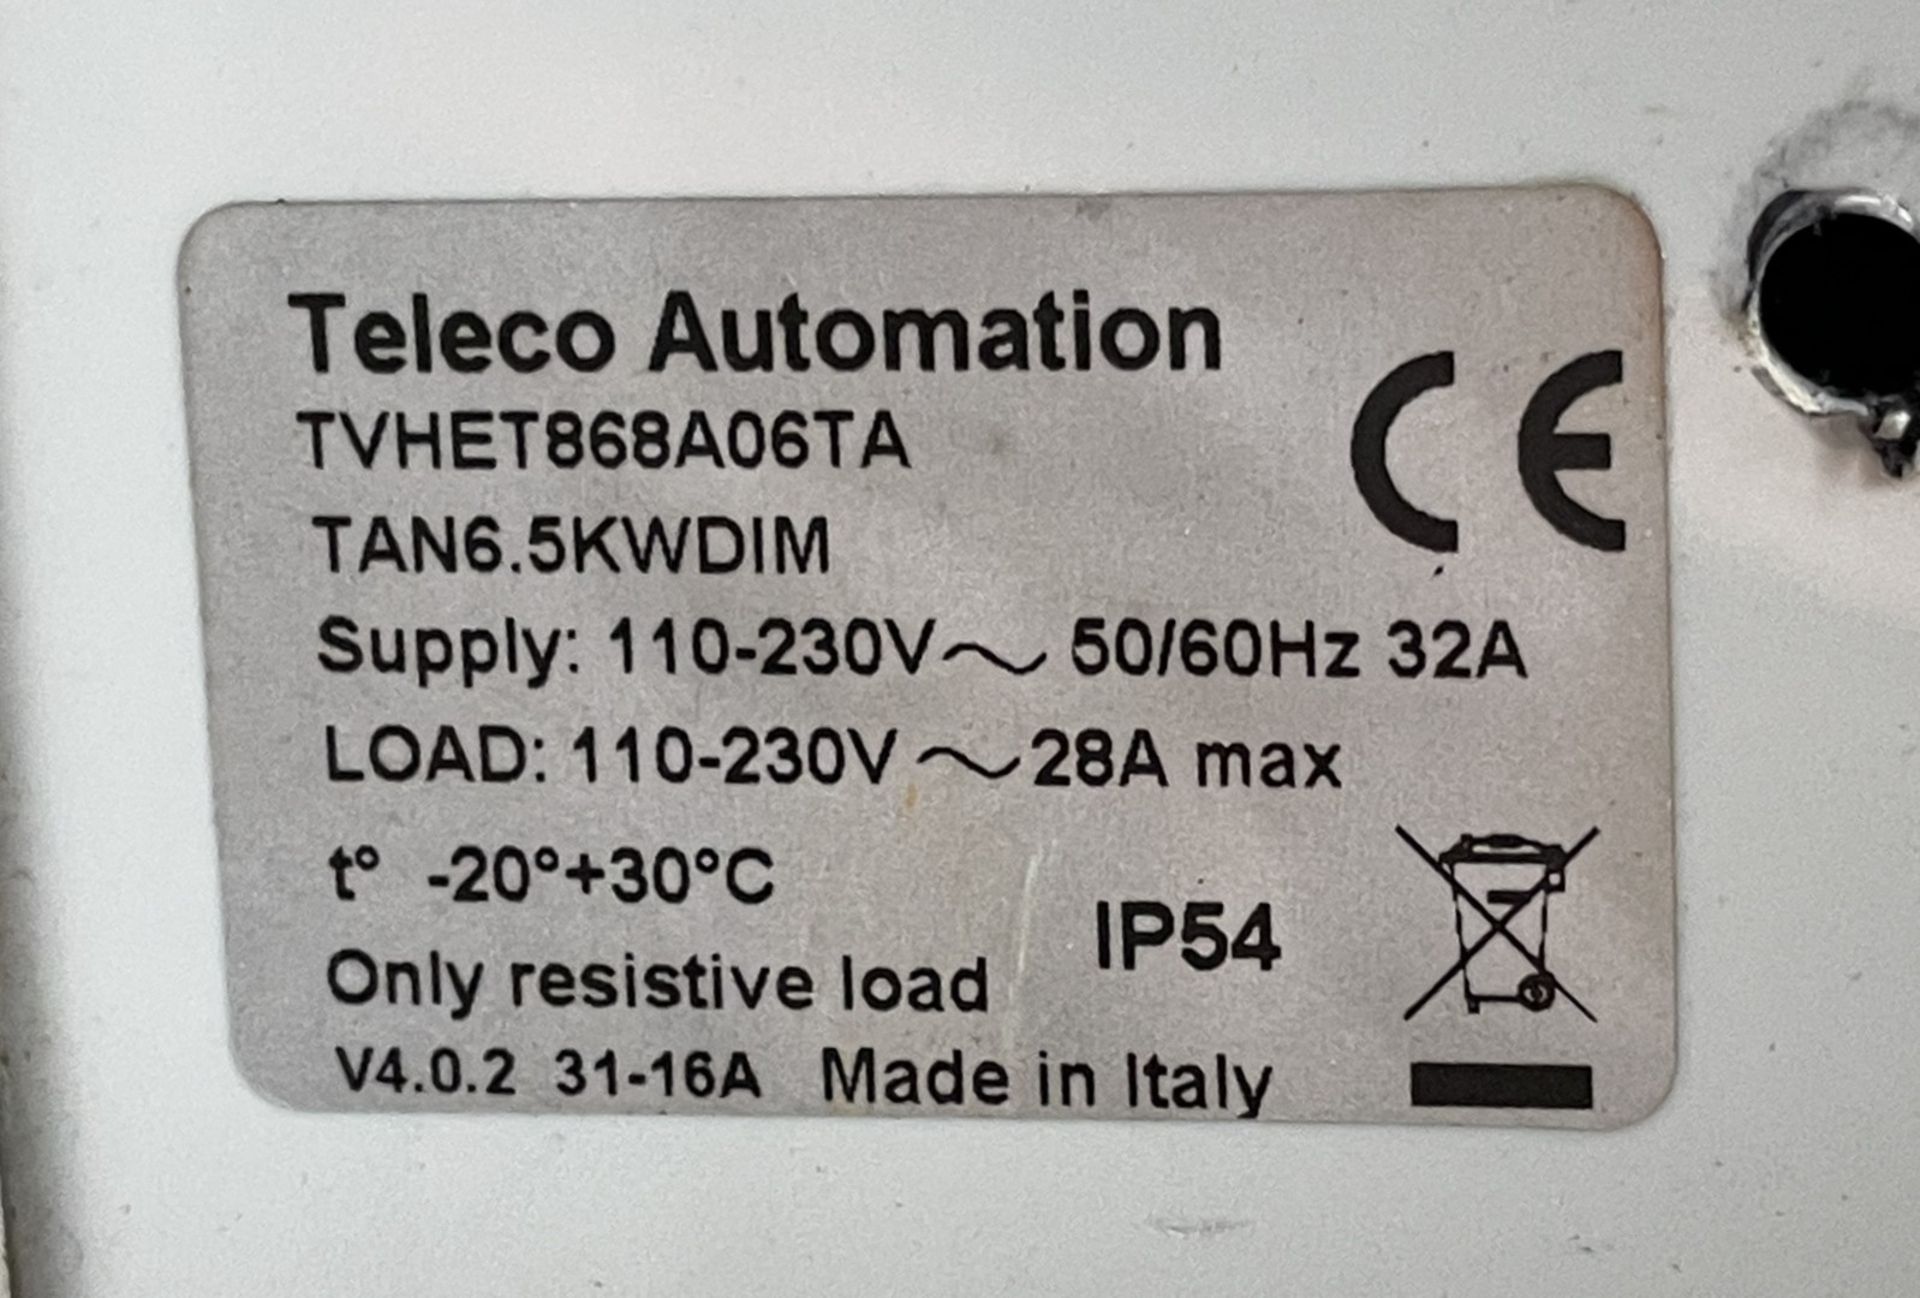 Teleco Automation
TVHET868A06TA
CE
TAN6.5KWDIM
Supply: 110-230V~ 50/60Hz 32A
LOAD: 110-230V ~28A max
t° -20°+30°C
IP54
Only resistive load
V4.0.2 31-16A Made in Italy